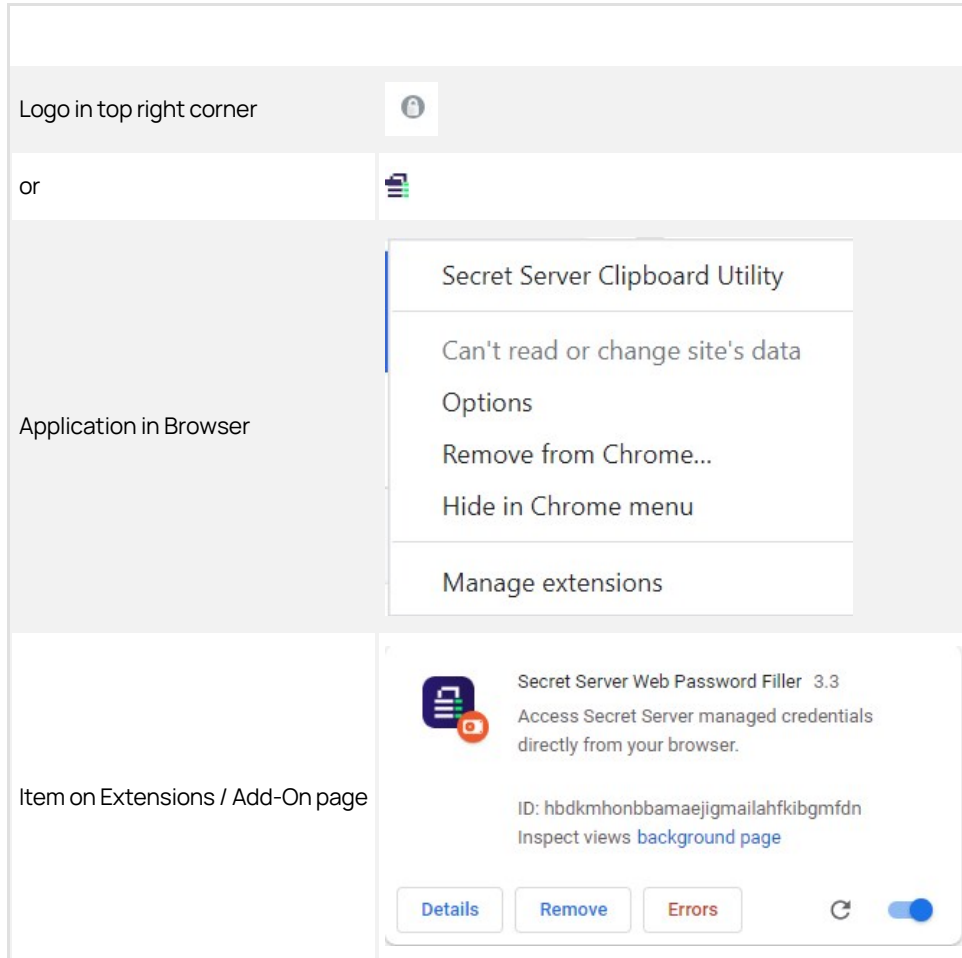 Logo in top right corner
or
Application in Browser
Secret Server Clipboard Utility
Can't read or change site's data
Options
Remove from Chrome...
Hide in Chrome menu
Manage extensions
Item on Extensions / Add-On page
Secret Server Web Password Filler 3.3
Access Secret Server managed credentials
directly from your browser.
ID: hbdkmhonbbamaejigmailahfkibgmfdn
Inspect views background page
Details Remove Errors